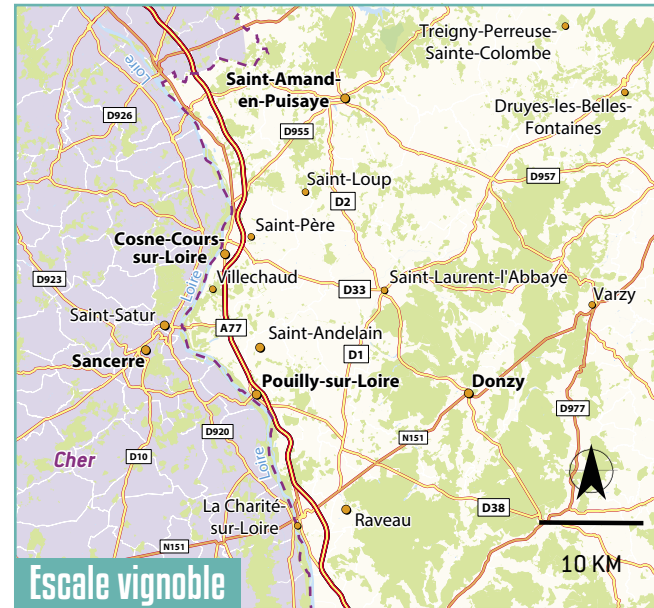 Treigny-Perreuse-
Sainte-Colombe
Loire
Saint-Amand-
en-Puisaye
Druyes-les-Belles-
Fontaines
D926
D955
D957
Saint-Loup
D2
Saint-Père
Cosne-Cours-
sur-Loire
D923
Loire
Villechaud
D33
Saint-Laurent-l'Abbaye
Varzy
Saint-Satur
A77
Saint-Andelain
Sancerre
D1
Pouilly-sur-Loire
Donzy
D977
D920
N151
Cher
D10
Loire
La Charité-
sur-Loire
Raveau
D38
N151
10 KM
Escale vignoble